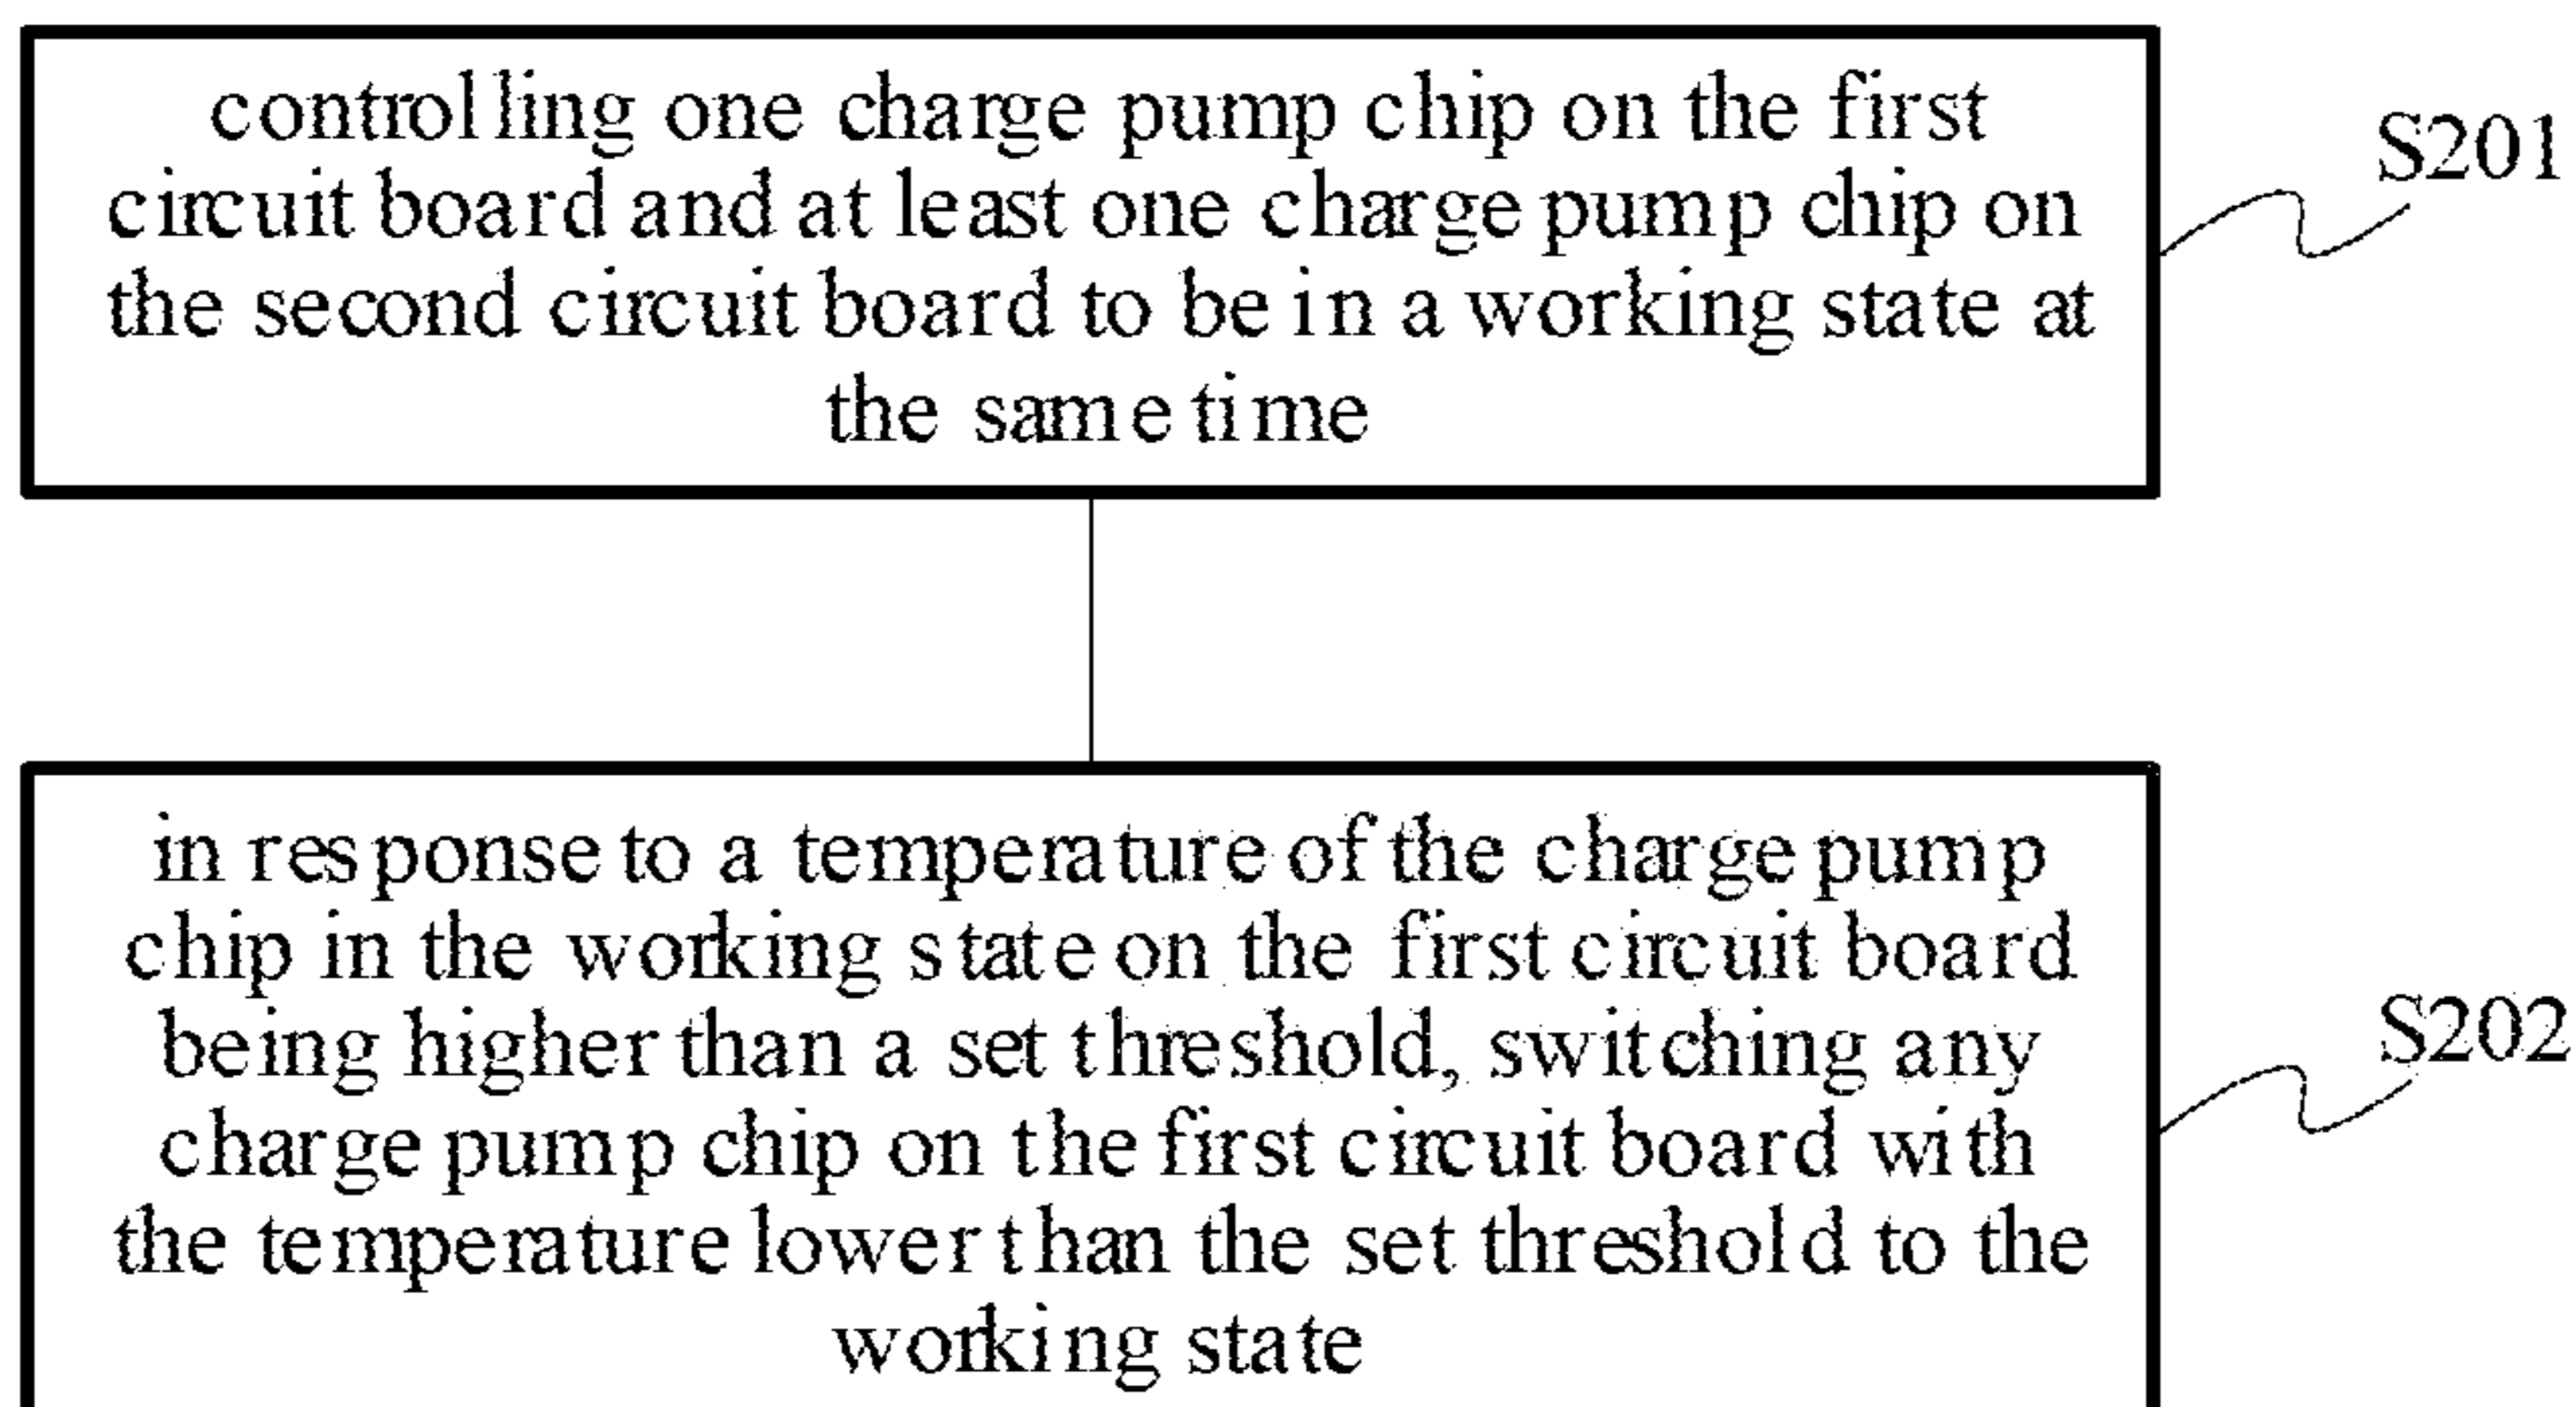 controlling one charge pump chip on the first
circuit board and at least one charge pump chip on
the second circuit board to be in a working state at
the same time
S201
in response to a temperature of the charge pump
chip in the working state on the first circuit board
being higher than a set threshold, switching any
charge pump chip on the first circuit board with
the temperature lower than the set threshold to the
working state
S202